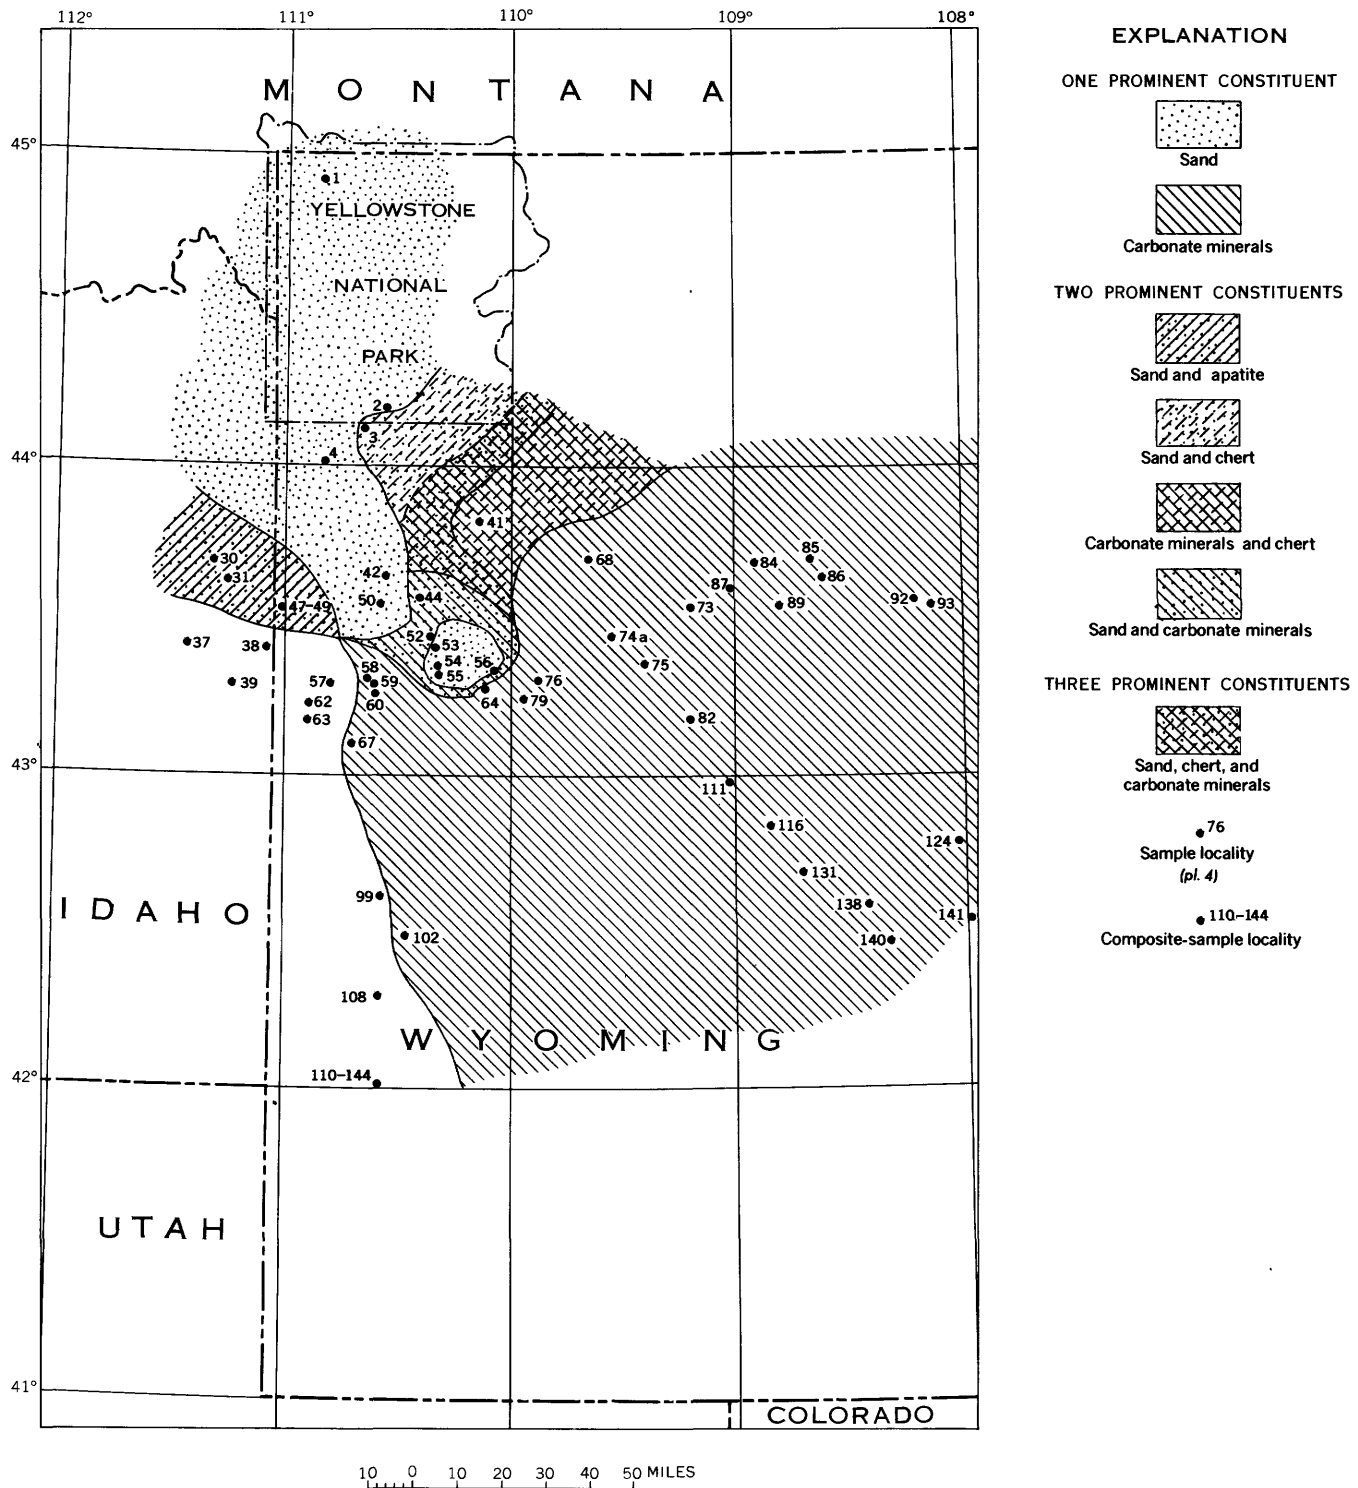 112° 111° 110° 109° 108°
MONTANA
45°
1
YELLOWSTONE
NATIONAL
PARK
2
3
4
44°
41
30
31
42
68
85
84
86
87
44
50
47-49
73
89
92
93
37
38
52
53
74a
54
56
75
39
57
58
59
55
76
62
60
64
79
63
82
67
43°
111
116
124
131
99
138
141
IDAHO
102
140
108
WYOMING
110-144
42°
UTAH
41°
COLORADO
10 0 10 20 30 40 50 MILES
EXPLANATION
ONE PROMINENT CONSTITUENT
Sand
Carbonate minerals
TWO PROMINENT CONSTITUENTS
Sand and apatite
Sand and chert
Carbonate minerals and chert
Sand and carbonate minerals
THREE PROMINENT CONSTITUENTS
Sand, chert, and
carbonate minerals
76
Sample locality
(pl. 4)
110-144
Composite-sample locality